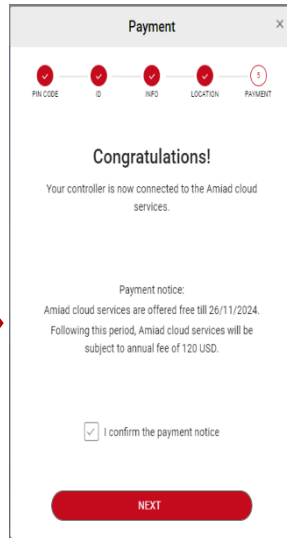 Payment
×
5
PIN CODE ID INFO LOCATION PAYMENT
Congratulations!
Your controller is now connected to the Amiad cloud
services.
Payment notice:
Amiad cloud services are offered free till 26/11/2024.
Following this period, Amiad cloud services will be
subject to annual fee of 120 USD.
I confirm the payment notice
NEXT